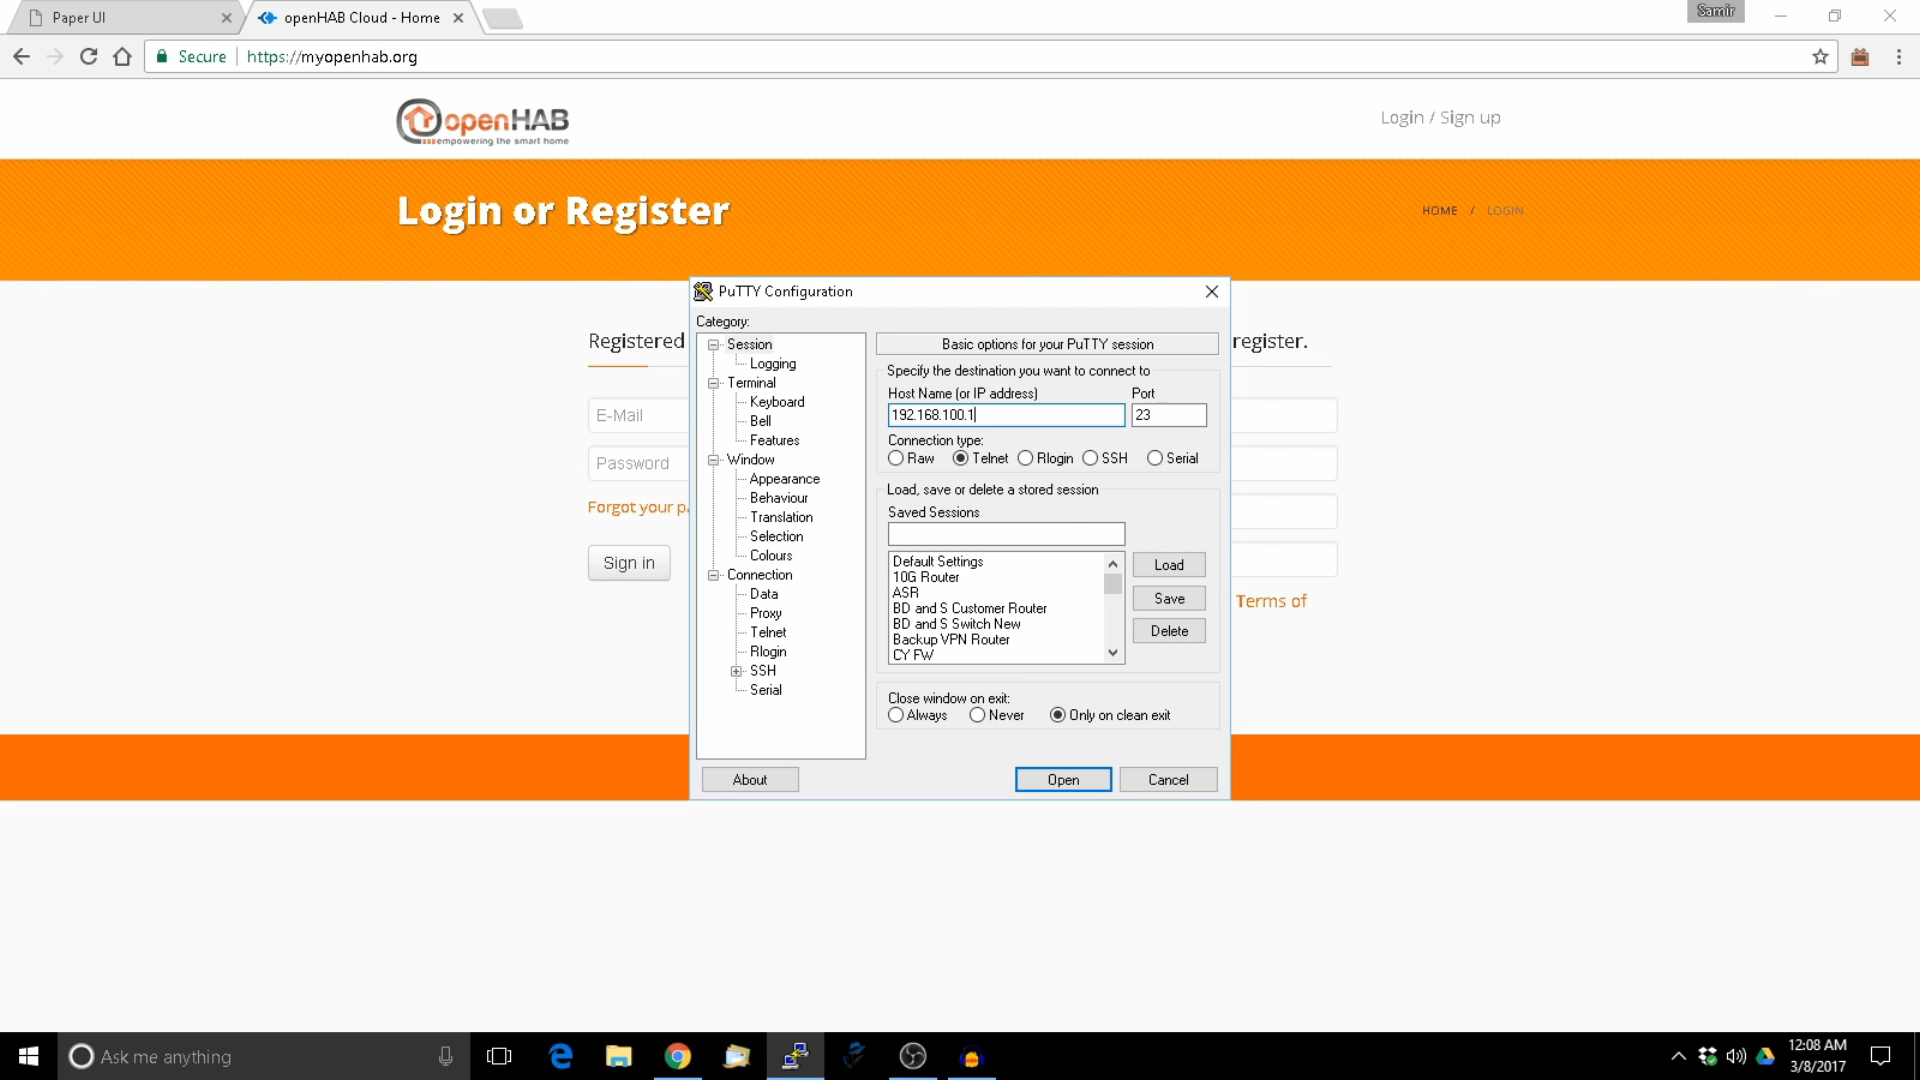 Paper UI
openHAB Cloud - Home
Samir
Secure
https://myopenhab.org
openHAB
empowering the smart home
Login / Sign up
Login or Register
HOME / LOGIN
Registered
register.
E-Mail
Password
Forgot your pa
Sign in
Terms of
PuTTY Configuration
Category:
Session
Logging
Terminal
Keyboard
Bell
Features
Window
Appearance
Behaviour
Translation
Selection
Colours
Connection
Data
Proxy
Telnet
Rlogin
SSH
Serial
Basic options for your PuTTY session
Specify the destination you want to connect to
Host Name (or IP address) Port
192.168.100.1 23
Connection type:
Raw Telnet Rlogin SSH Serial
Load, save or delete a stored session
Saved Sessions
Default Settings
10G Router
ASR
BD and S Customer Router
BD and S Switch New
Backup VPN Router
CY FW
Load
Save
Delete
Close window on exit:
Always Never Only on clean exit
About Open Cancel
Ask me anything
12:08 AM
3/8/2017